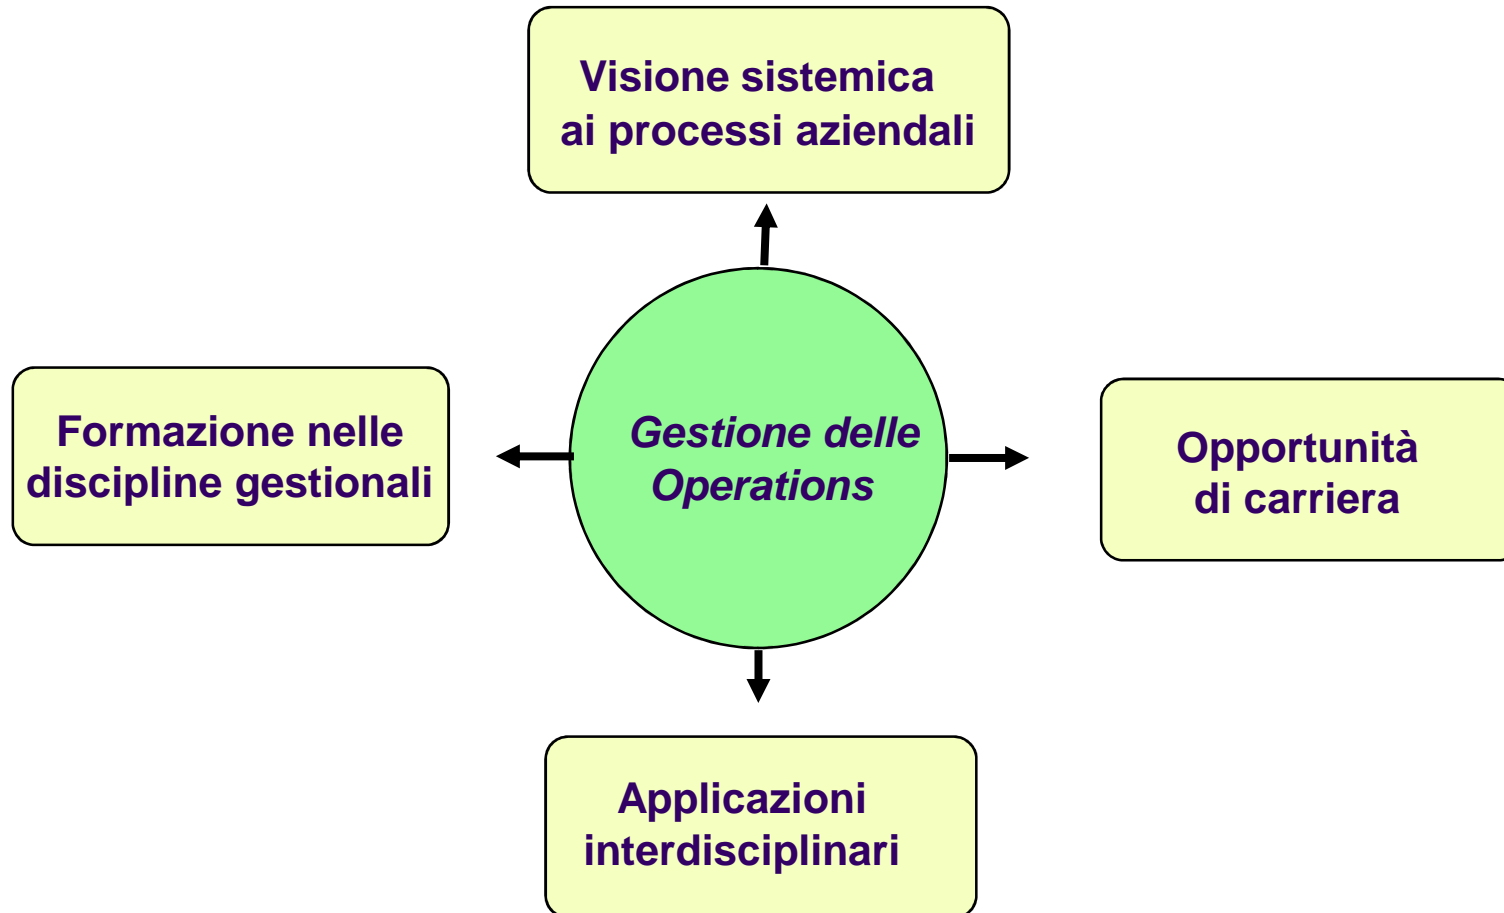 Visione sistemica
ai processi aziendali
Formazione nelle
discipline gestionali
Gestione delle
Operations
Opportunità
di carriera
Applicazioni
interdisciplinari